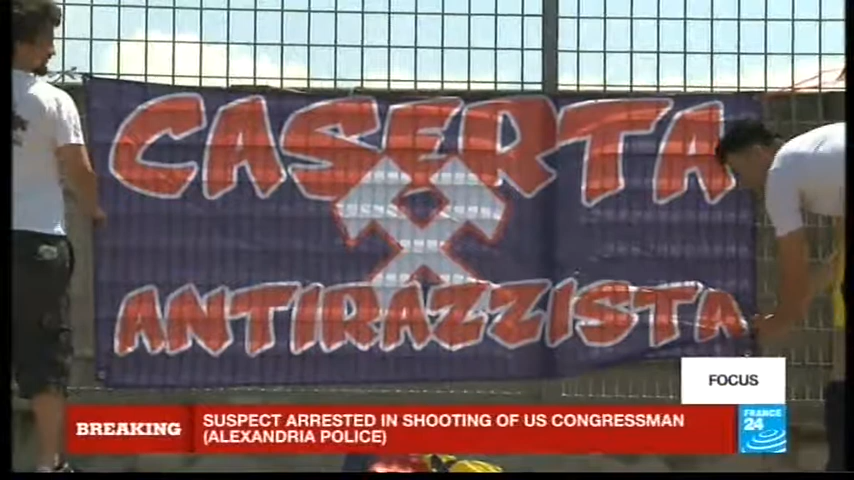 CASERTA
ANTIRAZZISTA
FOCUS
BREAKING
SUSPECT ARRESTED IN SHOOTING OF US CONGRESSMAN
(ALEXANDRIA POLICE)
FRANCE
24